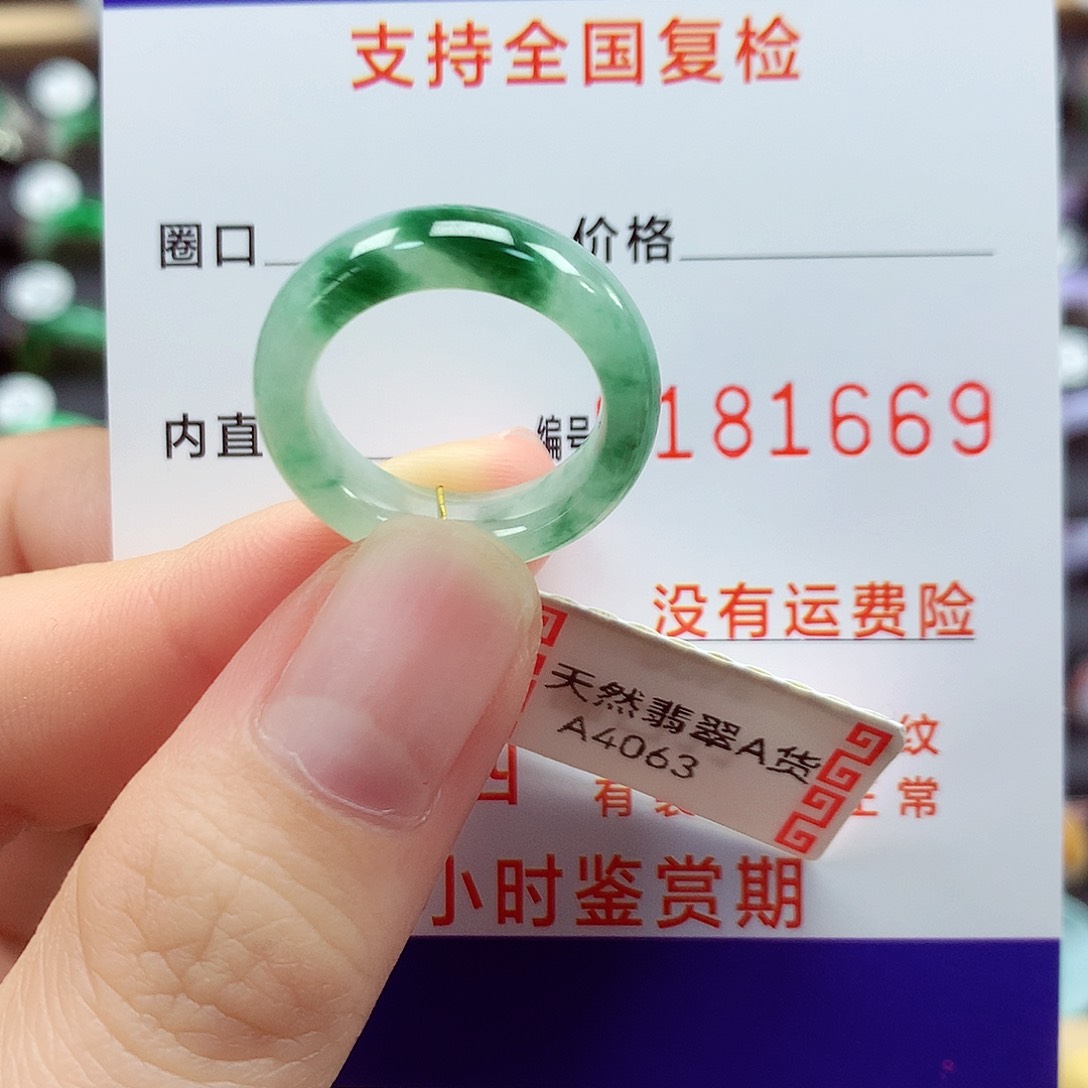 支持全国复检
圈口 价格
内直 编号 181669
没有运费险
天然翡翠A货
A4063
纹
有 正常
小时鉴赏期